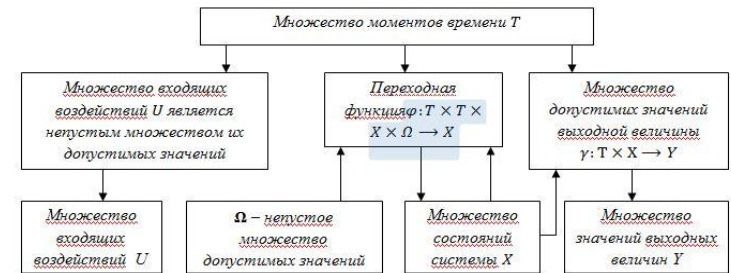 Множество моментов времени T
Множество входящих
воздействий U является
непустым множеством их
допустимых значений
Переходная
функцияφ: T × T ×
X × Ω ⟶ X
Множество
допустимих значений
выходной величины
γ: T × X ⟶ Y
Множество
входящих
воздействий U
Ω – непустое
множество
допустимых значений
Множество
состояний
системы X
Множество
значений выходных
величин Y